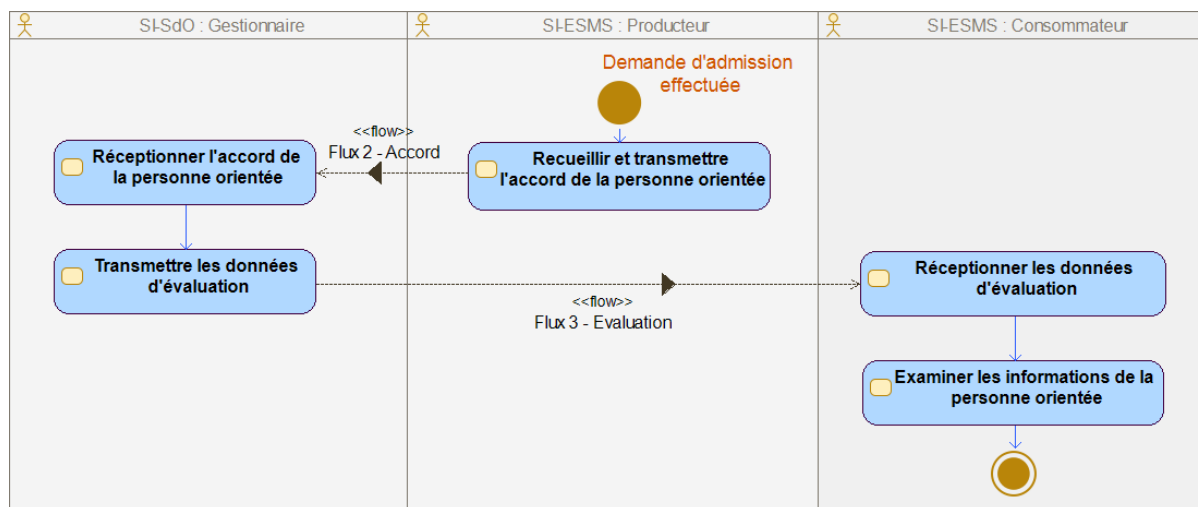 SI-SdO : Gestionnaire
SI-ESMS : Producteur
SI-ESMS : Consommateur
Demande d'admission
effectuée
<<flow>>
Flux 2 - Accord
Réceptionner l'accord de
la personne orientée
Recueillir et transmettre
l'accord de la personne orientée
Transmettre les données
d'évaluation
<<flow>>
Flux 3 - Evaluation
Réceptionner les données
d'évaluation
Examiner les informations de la
personne orientée